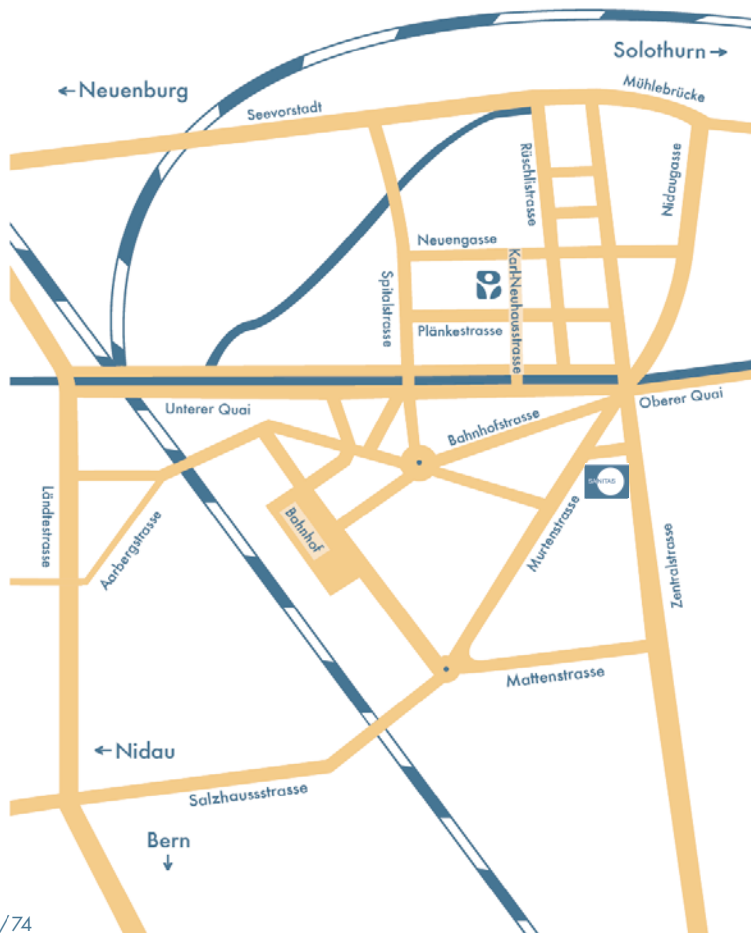 Solothurn →
← Neuenburg
Mühlebrücke
Seevorstadt
Rüschlistrasse
Nidaugasse
Neuengasse
Karl-Neuhausstrasse
Spitalstrasse
Plänkestrasse
Unterer Quai
Oberer Quai
Bahnhofstrasse
SANITAS
Ländtestrasse
Aarbergstrasse
Bahnhof
Murtenstrasse
Zentralstrasse
Mattenstrasse
← Nidau
Salzhaussstrasse
Bern
↓
/74